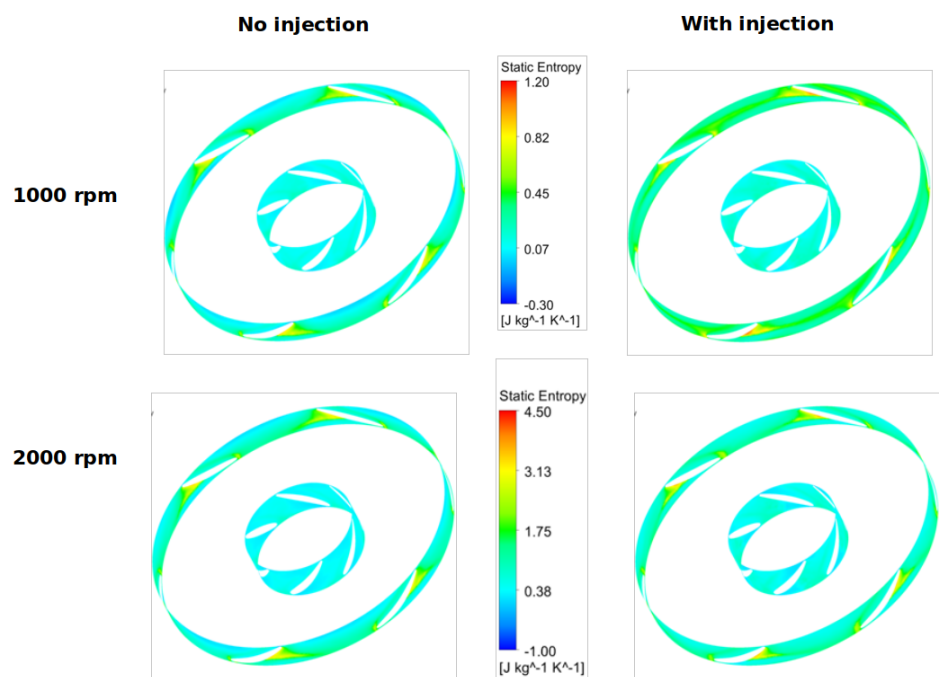 No injection
With injection
1000 rpm
Static Entropy
1.20
0.82
0.45
0.07
-0.30
[J kg^-1 K^-1]
2000 rpm
Static Entropy
4.50
3.13
1.75
0.38
-1.00
[J kg^-1 K^-1]